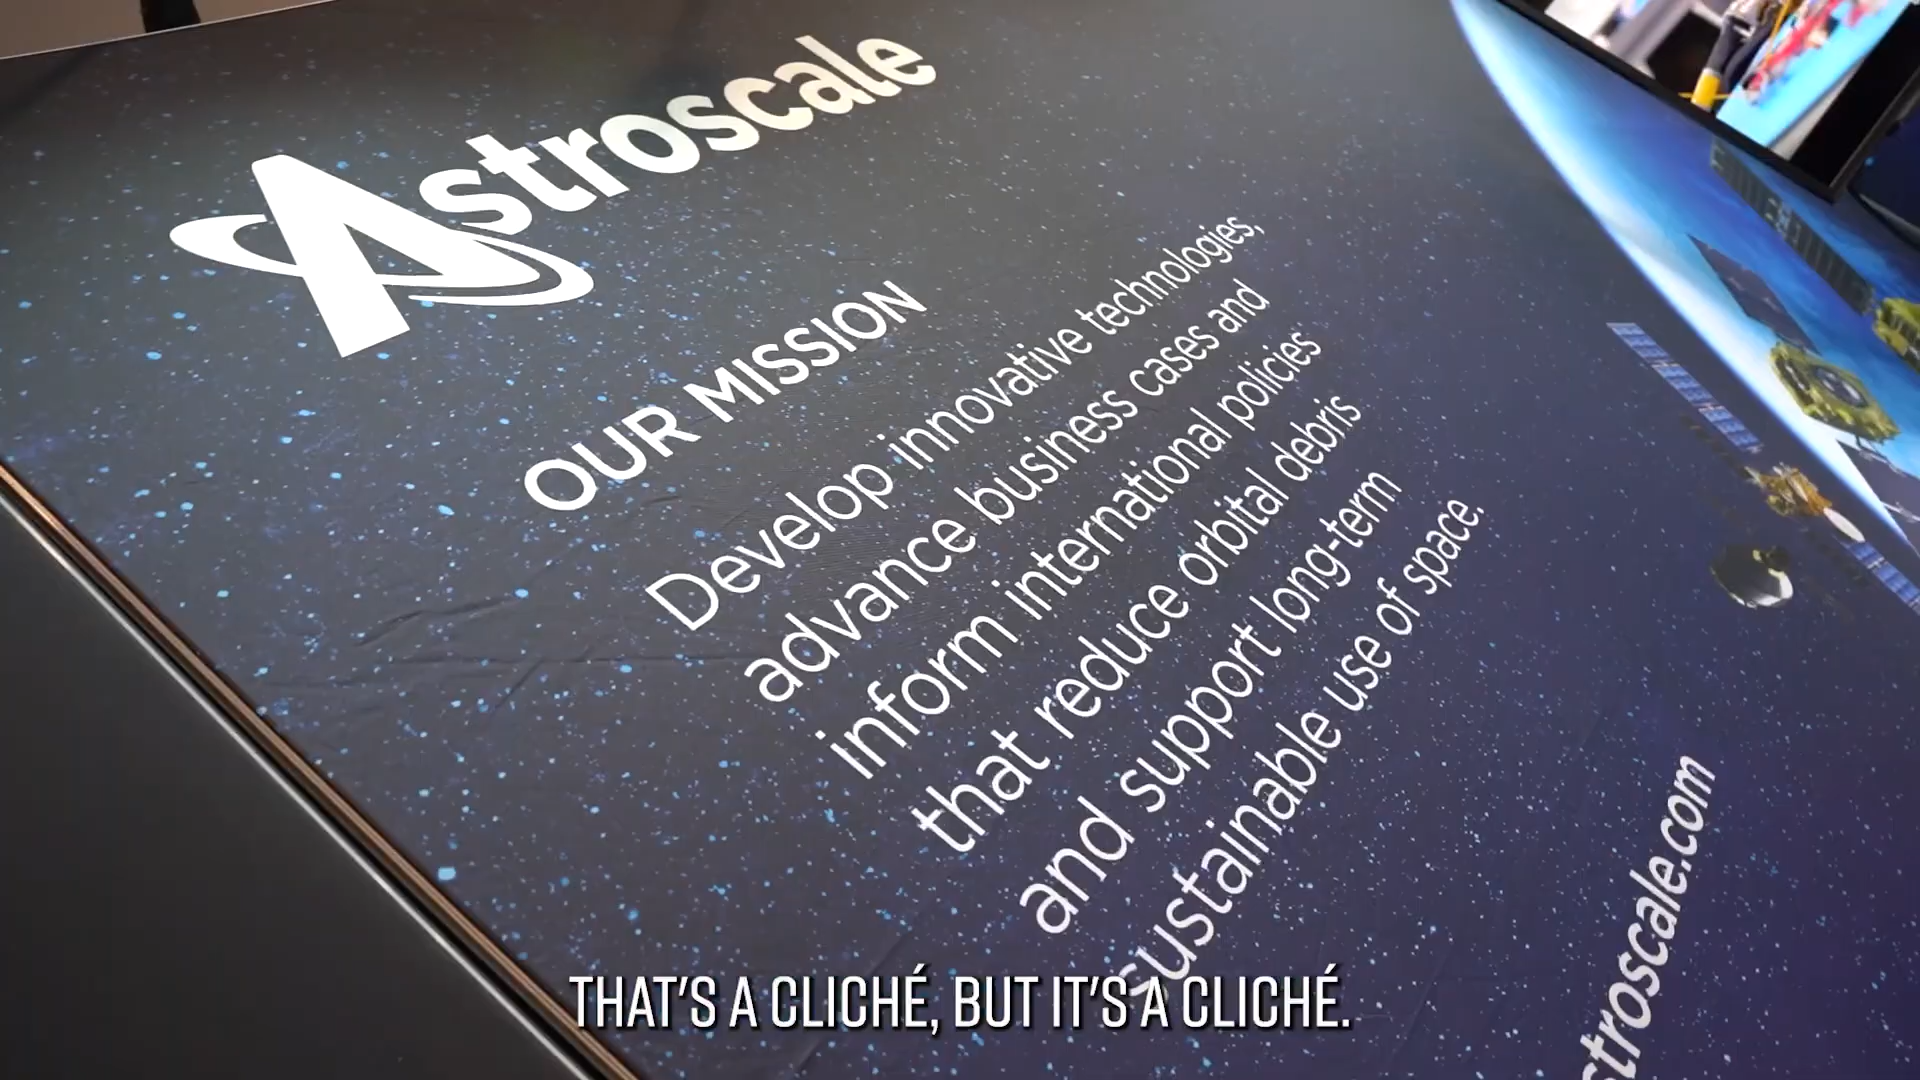 Astroscale
OUR MISSION
Develop innovative technologies,
advance business cases and
inform international policies
that reduce orbital debris
and support long-term
sustainable use of space.
stroscale.com
THAT'S A CLICHÉ, BUT IT'S A CLICHÉ.